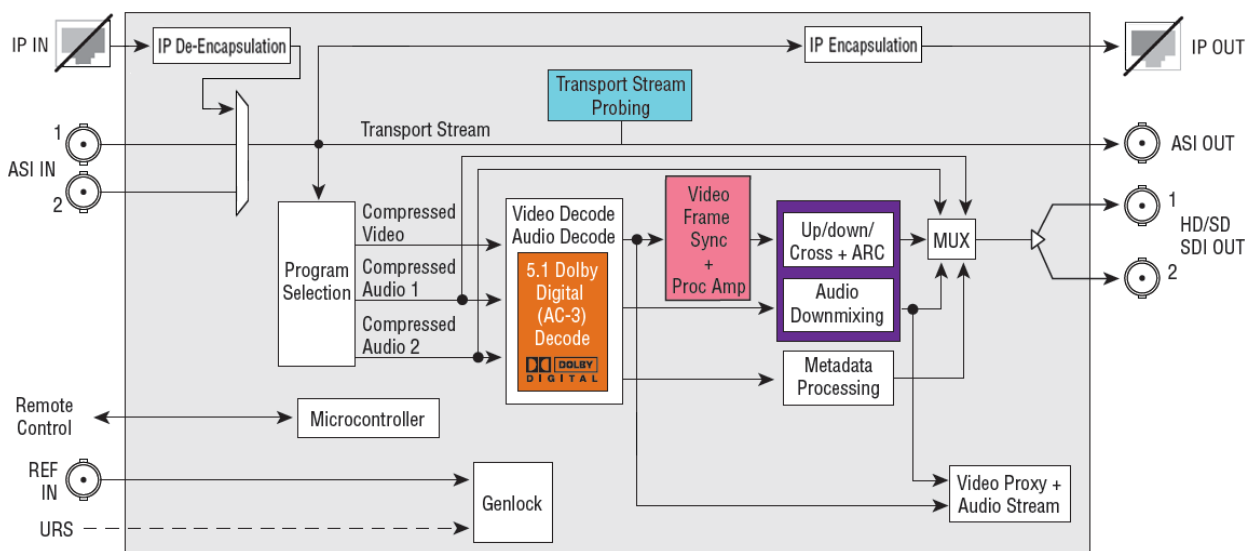 IP IN
IP De-Encapsulation
IP Encapsulation
IP OUT
Transport Stream
Probing
1
Transport Stream
ASI OUT
ASI IN
2
Program
Selection
Compressed
Video
Compressed
Audio 1
Compressed
Audio 2
Video Decode
Audio Decode
5.1 Dolby
Digital
(AC-3)
Decode
DOLBY
DIGITAL
Video
Frame
Sync
+
Proc Amp
Up/down/
Cross + ARC
Audio
Downmixing
Metadata
Processing
MUX
1
HD/SD
SDI OUT
2
Remote
Control
Microcontroller
REF
IN
Genlock
URS
Video Proxy +
Audio Stream